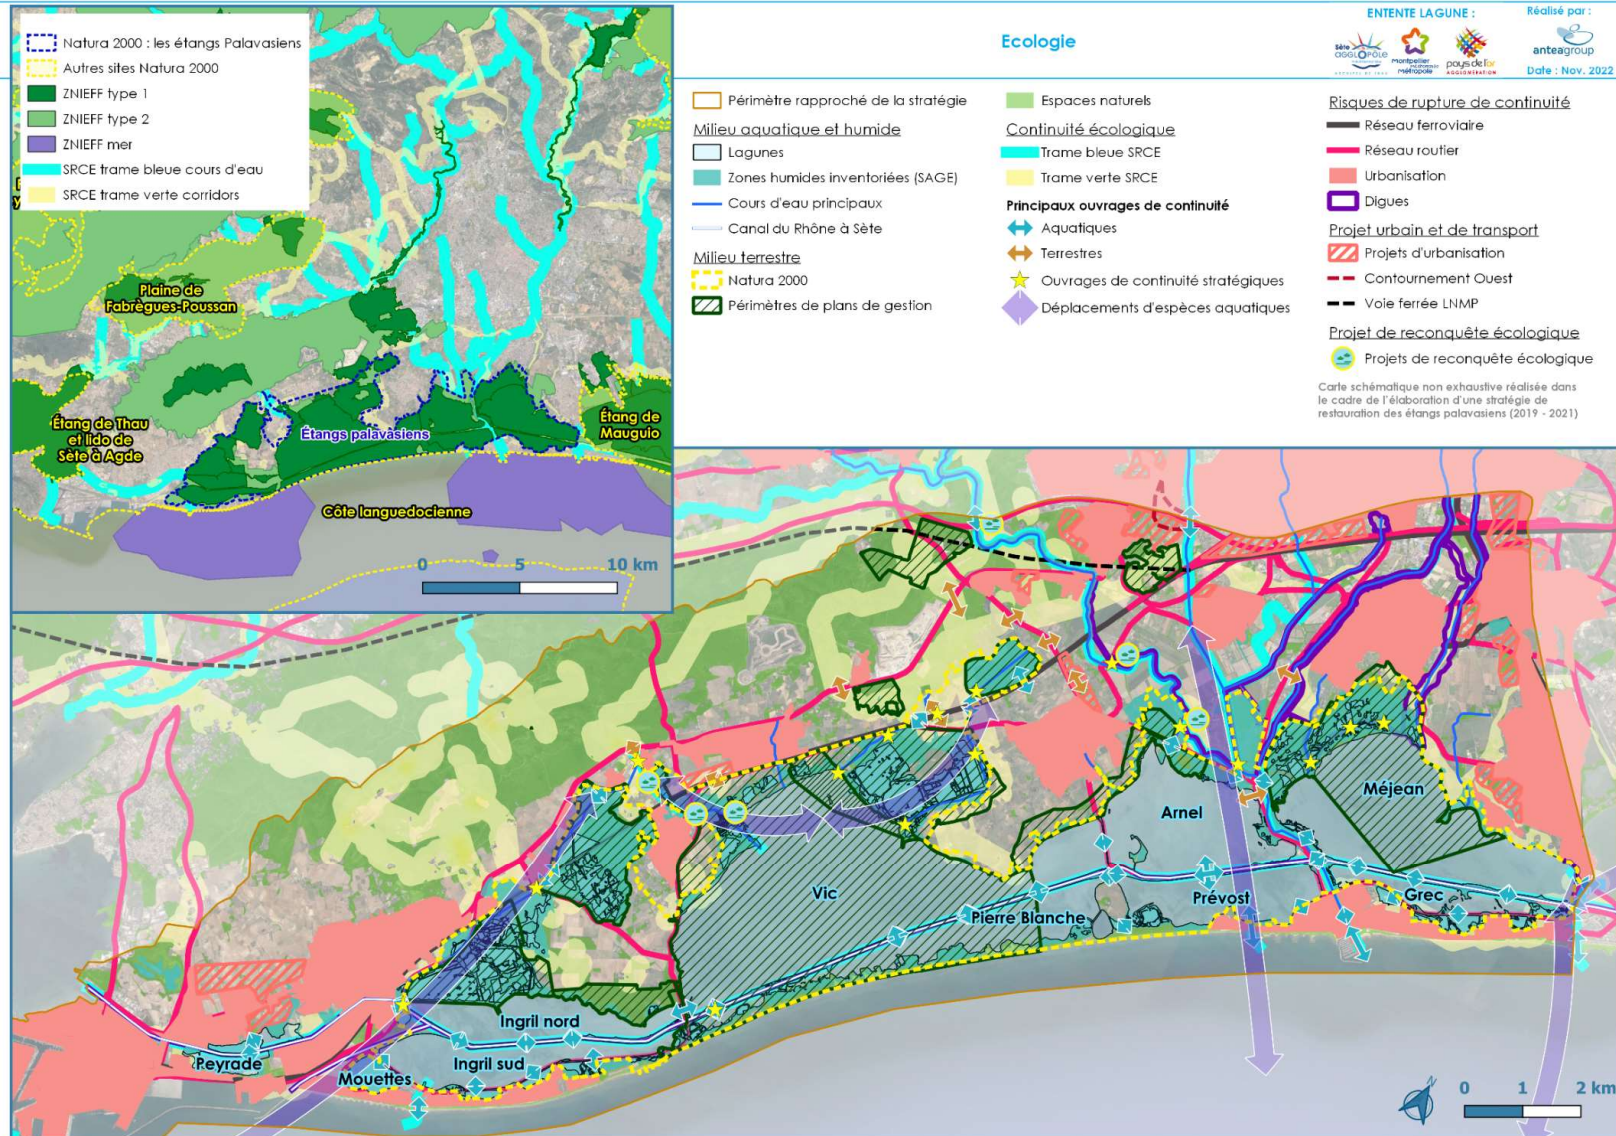 Natura 2000 : les étangs Palavasiens
Autres sites Natura 2000
ZNIEFF type 1
ZNIEFF type 2
ZNIEFF mer
SRCE trame bleue cours d'eau
SRCE trame verte corridors
Plaine de
Fabrègues-Poussan
Étang de Thau
et lido de
Sète à Agde
Étangs palavasiens
Étang de
Mauguio
Côte languedocienne
0 5 10 km
Ecologie
ENTENTE LAGUNE :
Sète
agglopôle
Montpellier
métropole
pays de l'or
AGGLOMERATION
Réalisé par :
anteagroup
Date : Nov. 2022
Périmètre rapproché de la stratégie
Milieu aquatique et humide
Lagunes
Zones humides inventoriées (SAGE)
Cours d'eau principaux
Canal du Rhône à Sète
Milieu terrestre
Natura 2000
Périmètres de plans de gestion
Espaces naturels
Continuité écologique
Trame bleue SRCE
Trame verte SRCE
Principaux ouvrages de continuité
Aquatiques
Terrestres
Ouvrages de continuité stratégiques
Déplacements d'espèces aquatiques
Risques de rupture de continuité
Réseau ferroviaire
Réseau routier
Urbanisation
Digues
Projet urbain et de transport
Projets d'urbanisation
Contournement Ouest
Voie ferrée LNMP
Projet de reconquête écologique
Projets de reconquête écologique
Carte schématique non exhaustive réalisée dans
le cadre de l'élaboration d'une stratégie de
restauration des étangs palavasiens (2019 - 2021)
Méjean
Arnel
Vic
Prévost
Grec
Pierre Blanche
Ingril nord
Ingril sud
Peyrade
Mouettes
N
0 1 2 km